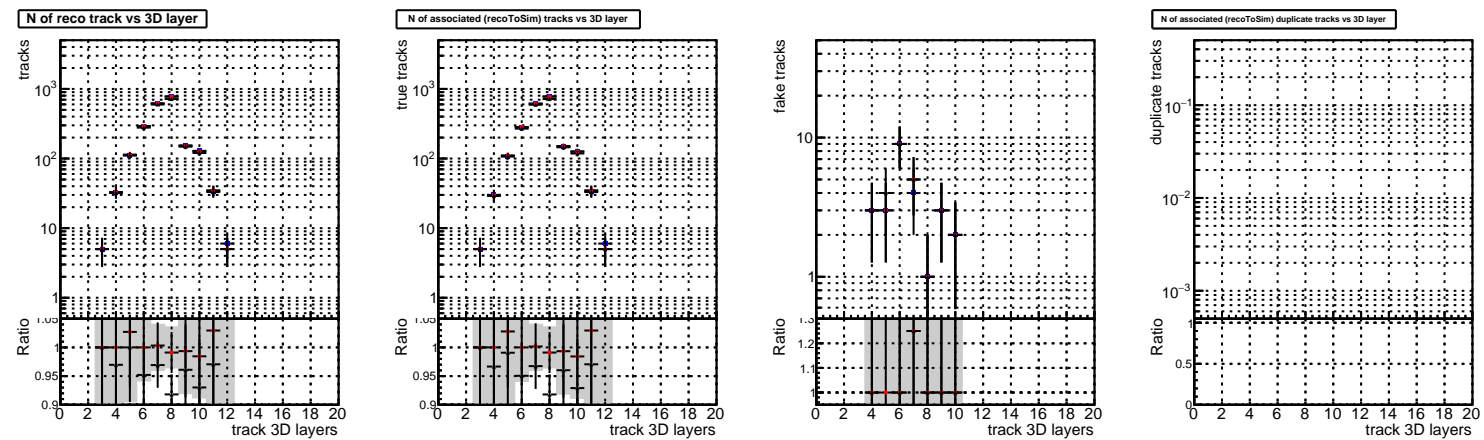 N of reco track vs 3D layer
tracks
10³
10²
10
1
Ratio
1.05
1
0.95
0.9
0 2 4 6 8 10 12 14 16 18 20
track 3D layers
N of associated (recoToSim) tracks vs 3D layer
true tracks
10³
10²
10
1
Ratio
1.05
1
0.95
0.9
0 2 4 6 8 10 12 14 16 18 20
track 3D layers
fake tracks
10
1
Ratio
1.3
1.2
1.1
1
0 2 4 6 8 10 12 14 16 18 20
track 3D layers
N of associated (recoToSim) duplicate tracks vs 3D layer
duplicate tracks
10⁻¹
10⁻²
10⁻³
Ratio
1
0.5
0
0 2 4 6 8 10 12 14 16 18 20
track 3D layers